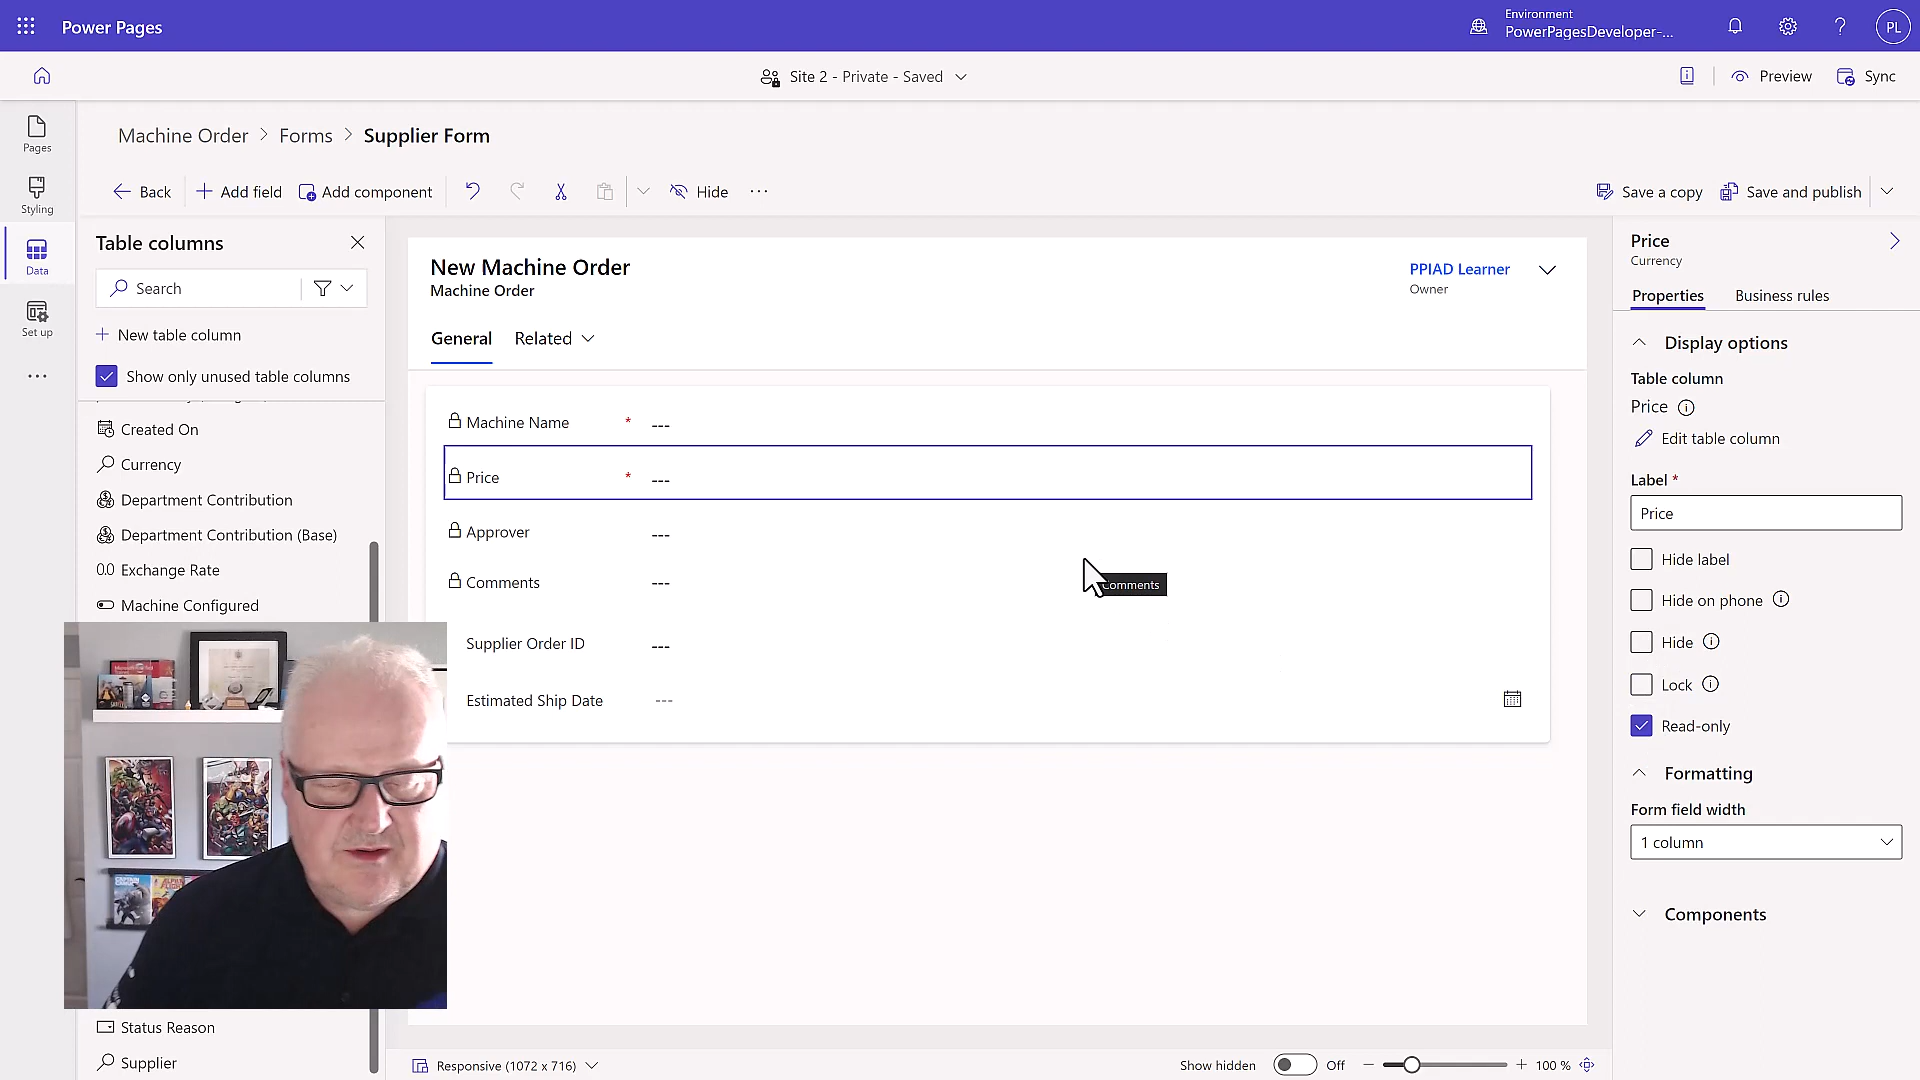 Power Pages
Environment
PowerPagesDeveloper-...
PL
Site 2 - Private - Saved
Preview
Sync
Pages
Styling
Data
Set up
Machine Order > Forms > Supplier Form
Back
Add field
Add component
Hide
Save a copy
Save and publish
Table columns
Search
New table column
Show only unused table columns
Created On
Currency
Department Contribution
Department Contribution (Base)
0.0 Exchange Rate
Machine Configured
Status Reason
Supplier
New Machine Order
Machine Order
PPIAD Learner
Owner
General
Related
Machine Name * ---
Price * ---
Approver ---
Comments ---
Comments
Supplier Order ID ---
Estimated Ship Date ---
Responsive (1072 x 716)
Show hidden
Off
100 %
Price
Currency
Properties
Business rules
Display options
Table column
Price
Edit table column
Label *
Price
Hide label
Hide on phone
Hide
Lock
Read-only
Formatting
Form field width
1 column
Components